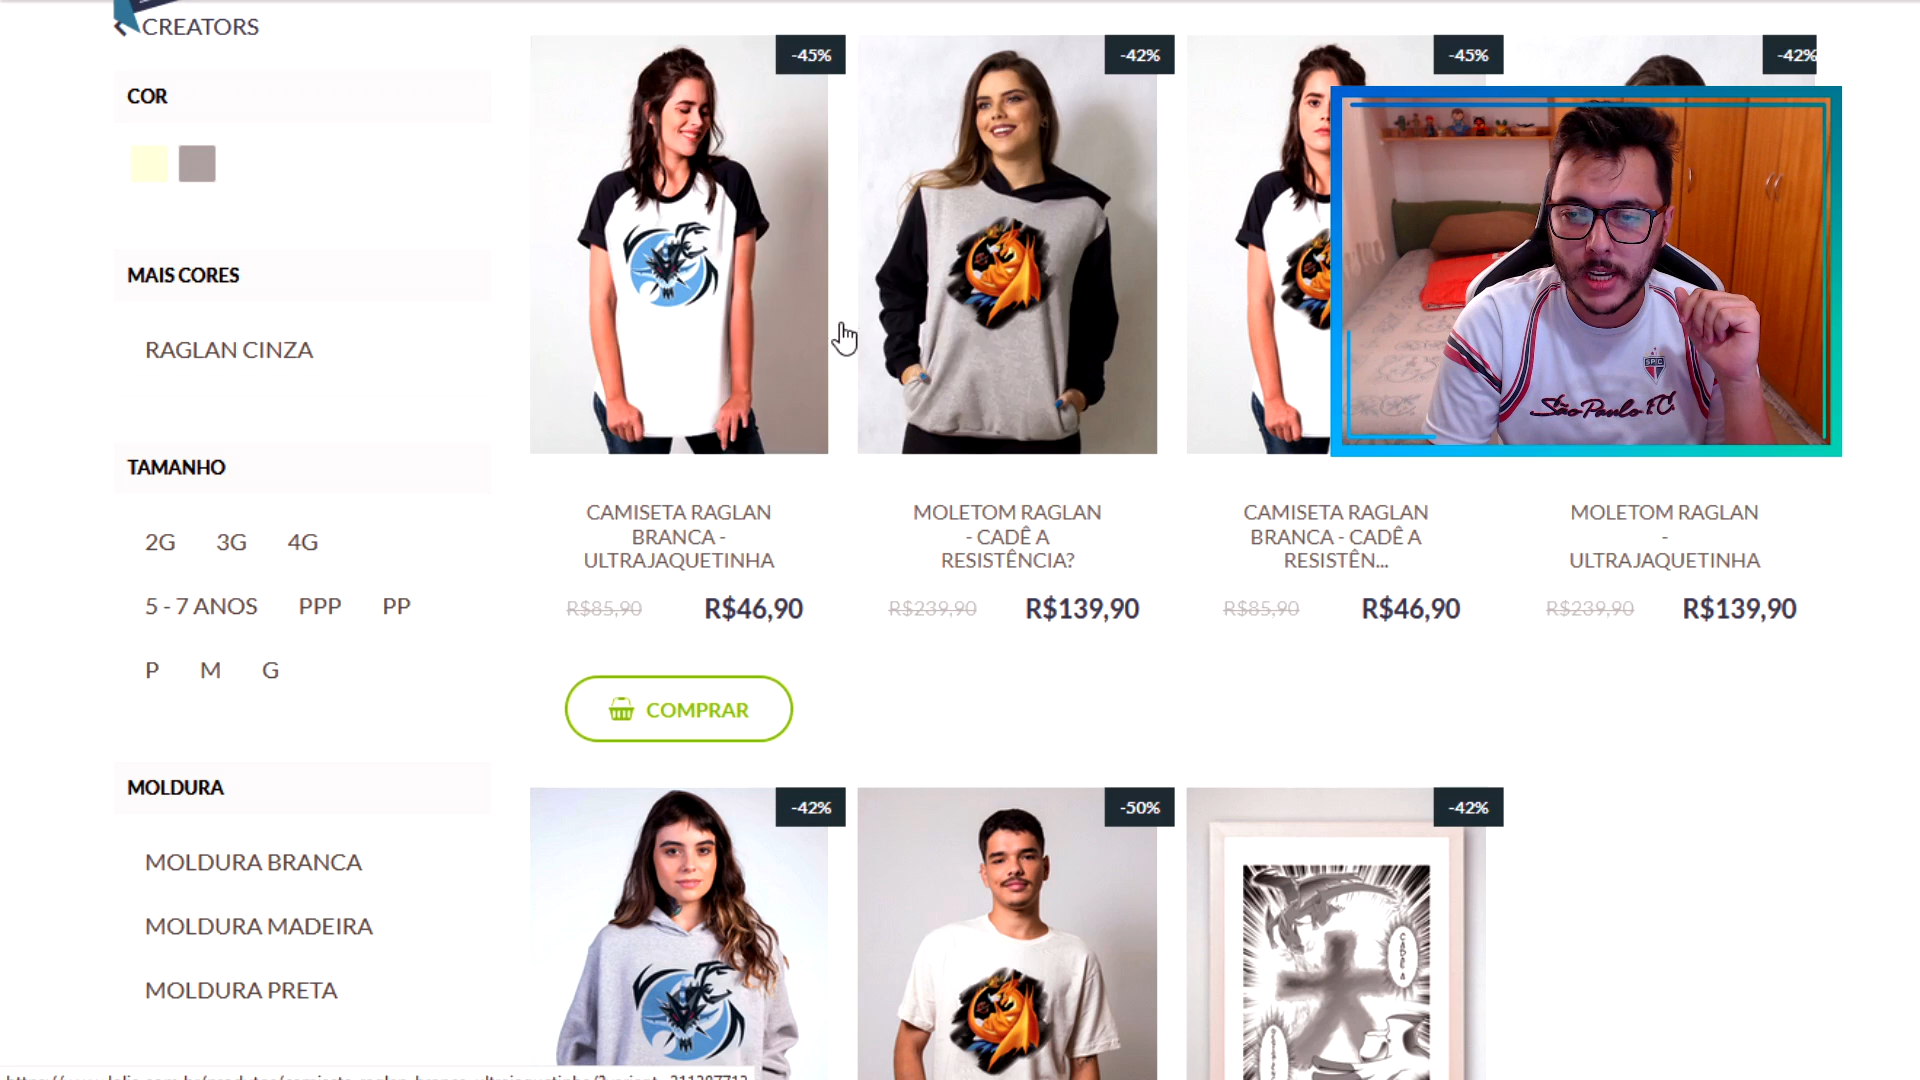 CREATORS
COR
MAIS CORES
RAGLAN CINZA
TAMANHO
2G 3G 4G
5 - 7 ANOS PPP PP
P M G
MOLDURA
MOLDURA BRANCA
MOLDURA MADEIRA
MOLDURA PRETA
-45%
-42%
-45%
-42%
SPFC
São Paulo F.C.
CAMISETA RAGLAN
BRANCA -
ULTRAJAQUETINHA
R$85,90 R$46,90
COMPRAR
MOLETOM RAGLAN
- CADÊ A
RESISTÊNCIA?
R$239,90 R$139,90
CAMISETA RAGLAN
BRANCA - CADÊ A
RESISTÊN...
R$85,90 R$46,90
MOLETOM RAGLAN
-
ULTRAJAQUETINHA
R$239,90 R$139,90
-42%
-50%
-42%
CADÊ A